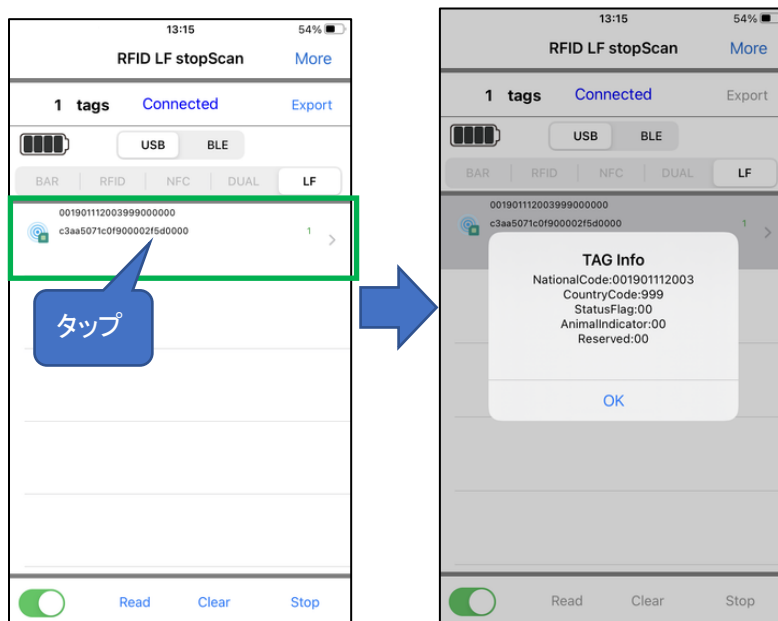 13:15 54%
RFID LF stopScan More
1 tags Connected Export
USB BLE
BAR RFID NFC DUAL LF
001901112003999000000
c3aa5071c0f900002f5d0000 1
タップ
Read Clear Stop
13:15 54%
RFID LF stopScan More
1 tags Connected Export
USB BLE
BAR RFID NFC DUAL LF
001901112003999000000
c3aa5071c0f900002f5d0000 1
TAG Info
NationalCode:001901112003
CountryCode:999
StatusFlag:00
AnimalIndicator:00
Reserved:00
OK
Read Clear Stop